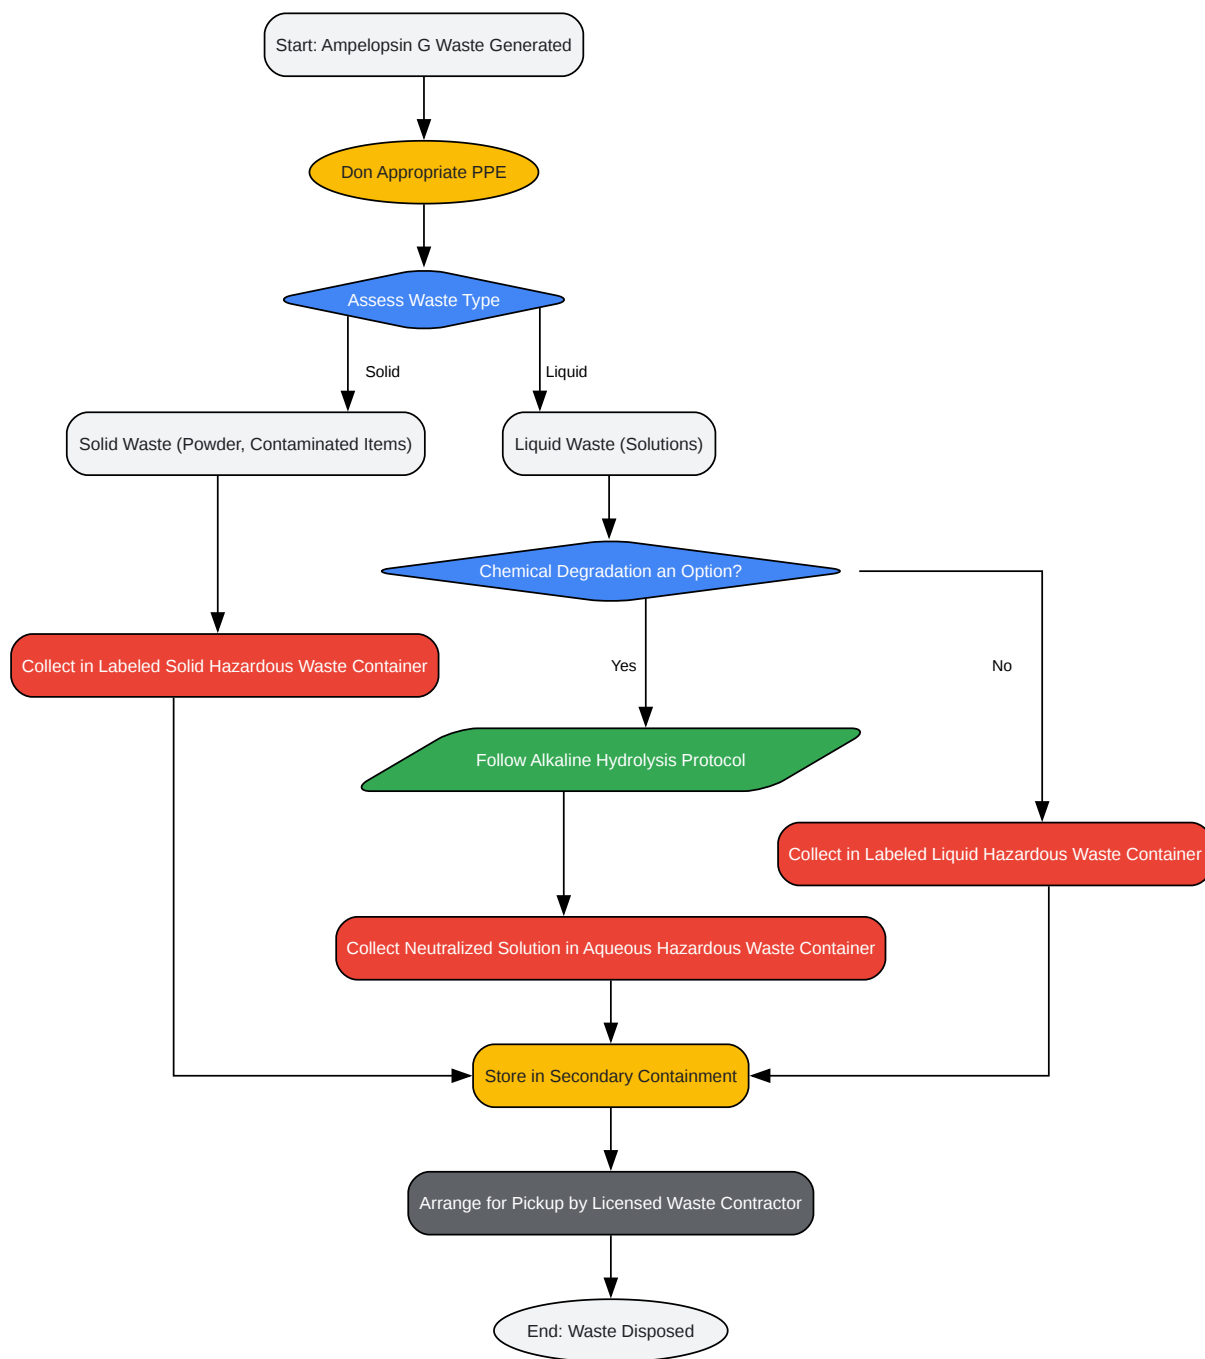 Start: Ampelopsin G Waste Generated
Don Appropriate PPE
Assess Waste Type
Solid
Liquid
Solid Waste (Powder, Contaminated Items)
Liquid Waste (Solutions)
Chemical Degradation an Option?
Collect in Labeled Solid Hazardous Waste Container
Yes
No
Follow Alkaline Hydrolysis Protocol
Collect in Labeled Liquid Hazardous Waste Container
Collect Neutralized Solution in Aqueous Hazardous Waste Container
Store in Secondary Containment
Arrange for Pickup by Licensed Waste Contractor
End: Waste Disposed